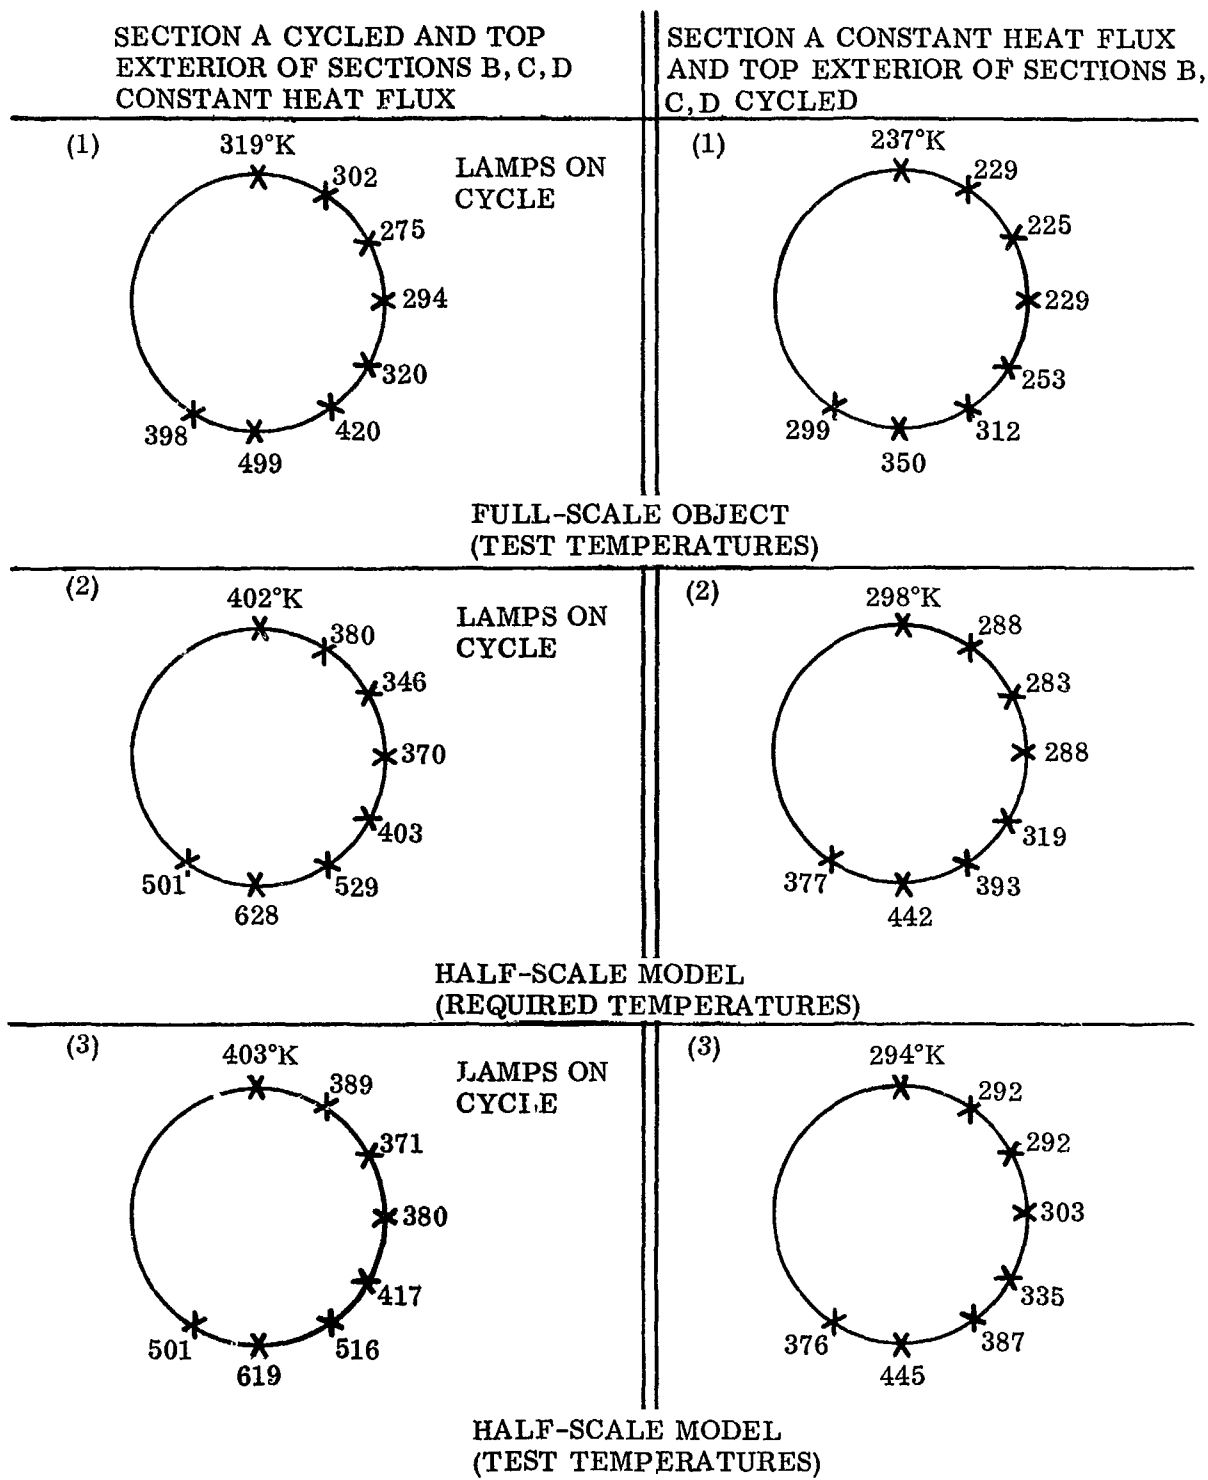 SECTION A CYCLED AND TOP
EXTERIOR OF SECTIONS B, C, D
CONSTANT HEAT FLUX
SECTION A CONSTANT HEAT FLUX
AND TOP EXTERIOR OF SECTIONS B,
C, D CYCLED
(1)
319°K
302
275
294
320
420
499
398
LAMPS ON
CYCLE
(1)
237°K
229
225
229
253
312
350
299
FULL-SCALE OBJECT
(TEST TEMPERATURES)
(2)
402°K
380
346
370
403
529
628
501
LAMPS ON
CYCLE
(2)
298°K
288
283
288
319
393
442
377
HALF-SCALE MODEL
(REQUIRED TEMPERATURES)
(3)
403°K
389
371
380
417
516
619
501
LAMPS ON
CYCLE
(3)
294°K
292
292
303
335
387
445
376
HALF-SCALE MODEL
(TEST TEMPERATURES)